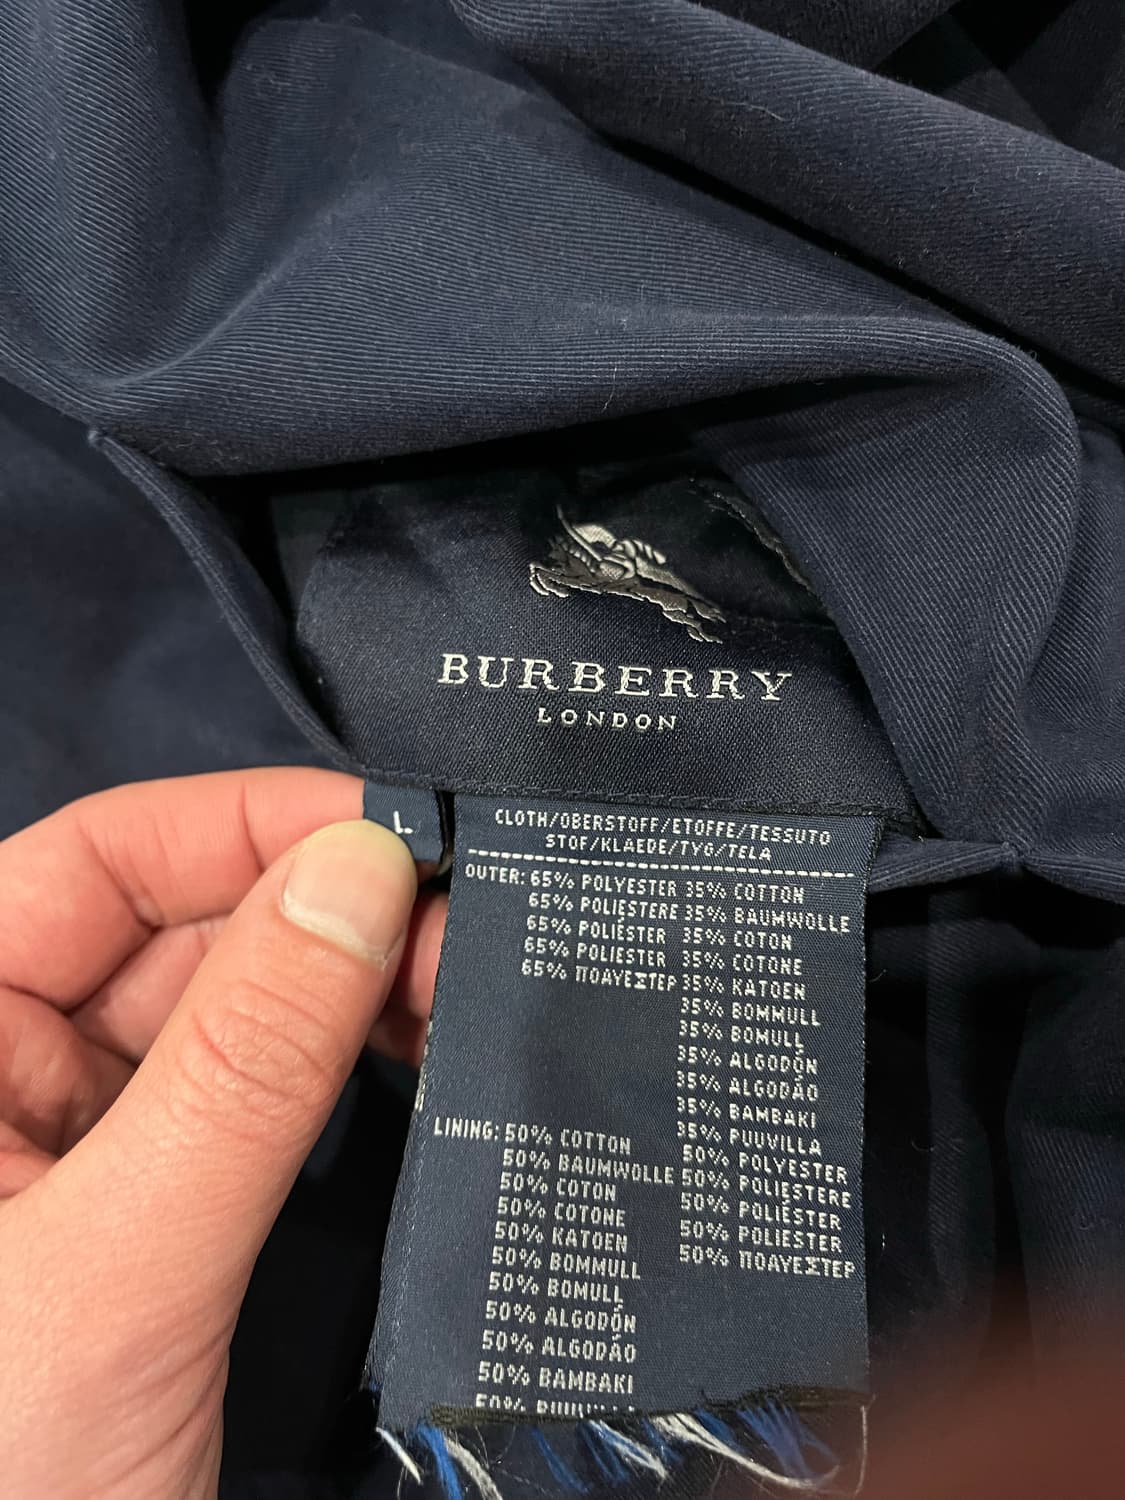 BURBERRY
LONDON
L
CLOTH/OBERSTOFF/ETOFFE/TESSUTO
STOF/KLAEDE/TYG/TELA
OUTER: 65% POLYESTER 35% COTTON
65% POLIESTERE 35% BAUMWOLLE
65% POLIÉSTER 35% COTON
65% POLIESTER 35% COTONE
65% ΠΟΛΥΕΣΤΕΡ 35% KATOEN
35% BOMMULL
35% BOMULL
35% ALGODÓN
35% ALGODÃO
35% BAMBAKI
35% PUUVILLA
LINING: 50% COTTON 50% POLYESTER
50% BAUMWOLLE 50% POLIESTERE
50% COTON 50% POLIÉSTER
50% COTONE 50% POLIESTER
50% KATOEN 50% ΠΟΛΥΕΣΤΕΡ
50% BOMMULL
50% BOMULL
50% ALGODÓN
50% ALGODÃO
50% BAMBAKI
50%